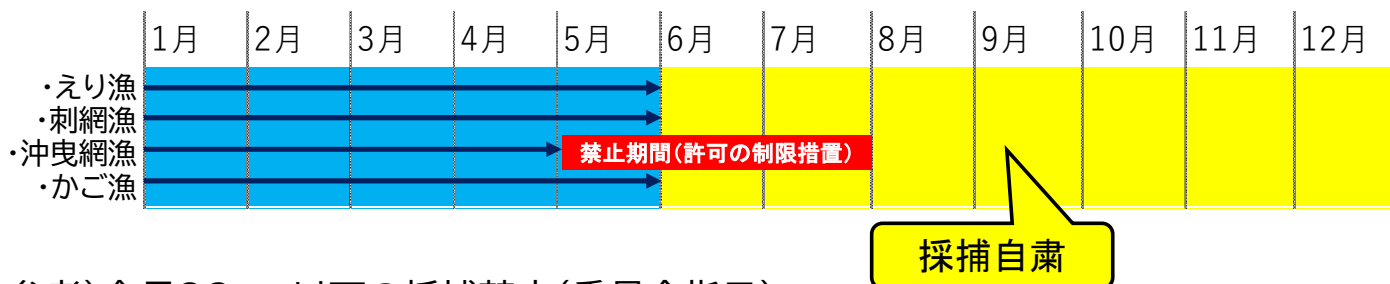 1月 2月 3月 4月 5月 6月 7月 8月 9月 10月 11月 12月
・えり漁
・刺網漁
・沖曳網漁 禁止期間(許可の制限措置)
・かご漁
採捕自粛